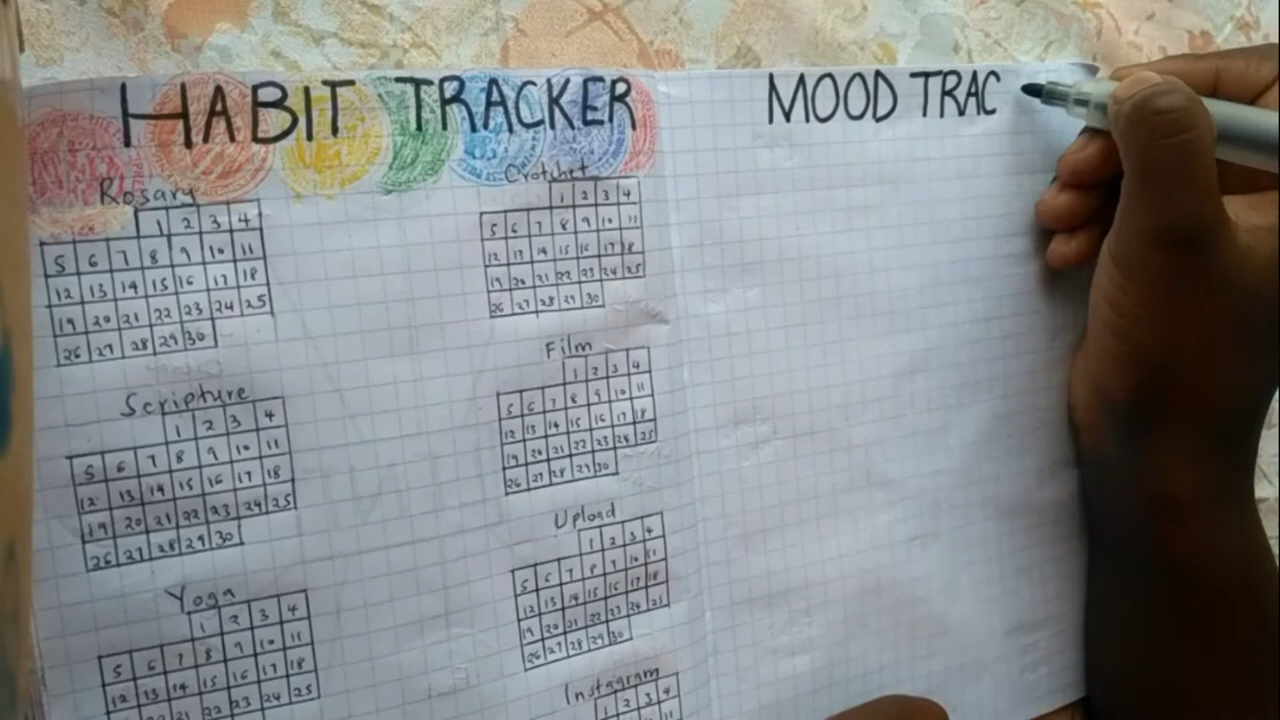 HABIT TRACKER
Rosary
1 2 3 4
5 6 7 8 9 10 11
12 13 14 15 16 17 18
19 20 21 22 23 24 25
26 27 28 29 30
Scripture
1 2 3 4
5 6 7 8 9 10 11
12 13 14 15 16 17 18
19 20 21 22 23 24 25
26 27 28 29 30
Yoga
1 2 3 4
5 6 7 8 9 10 11
12 13 14 15 16 17 18
21 22 23 24 25
Crotchet
1 2 3 4
5 6 7 8 9 10 11
12 13 14 15 16 17 18
19 20 21 22 23 24 25
26 27 28 29 30
Film
1 2 3 4
5 6 7 8 9 10 11
12 13 14 15 16 17 18
19 20 21 22 23 24 25
26 27 28 29 30
Upload
1 2 3 4
5 6 7 8 9 10 11
12 13 14 15 16 17 18
19 20 21 22 23 24 25
26 27 28 29 30
Instagram
1 2 3 4
11
MOOD TRAC